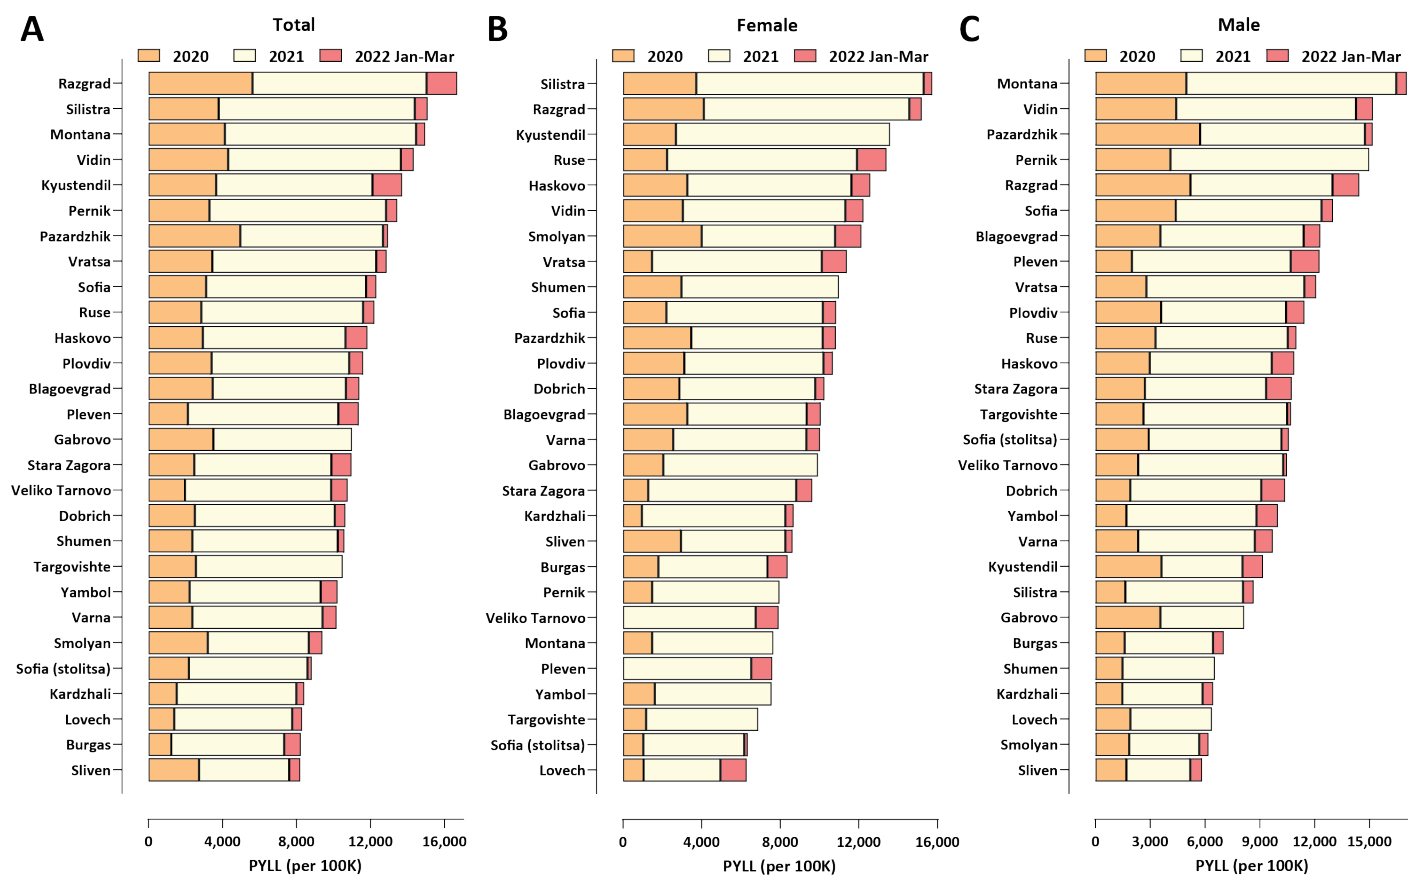 A
Total
2020 2021 2022 Jan-Mar
Razgrad
Silistra
Montana
Vidin
Kyustendil
Pernik
Pazardzhik
Vratsa
Sofia
Ruse
Haskovo
Plovdiv
Blagoevgrad
Pleven
Gabrovo
Stara Zagora
Veliko Tarnovo
Dobrich
Shumen
Targovishte
Yambol
Varna
Smolyan
Sofia (stolitsa)
Kardzhali
Lovech
Burgas
Sliven
0 4,000 8,000 12,000 16,000
PYLL (per 100K)
B
Female
2020 2021 2022 Jan-Mar
Silistra
Razgrad
Kyustendil
Ruse
Haskovo
Vidin
Smolyan
Vratsa
Shumen
Sofia
Pazardzhik
Plovdiv
Dobrich
Blagoevgrad
Varna
Gabrovo
Stara Zagora
Kardzhali
Sliven
Burgas
Pernik
Veliko Tarnovo
Montana
Pleven
Yambol
Targovishte
Sofia (stolitsa)
Lovech
0 4,000 8,000 12,000 16,000
PYLL (per 100K)
C
Male
2020 2021 2022 Jan-Mar
Montana
Vidin
Pazardzhik
Pernik
Razgrad
Sofia
Blagoevgrad
Pleven
Vratsa
Plovdiv
Ruse
Haskovo
Stara Zagora
Targovishte
Sofia (stolitsa)
Veliko Tarnovo
Dobrich
Yambol
Varna
Kyustendil
Silistra
Gabrovo
Burgas
Shumen
Kardzhali
Lovech
Smolyan
Sliven
0 3,000 6,000 9,000 12,000 15,000
PYLL (per 100K)